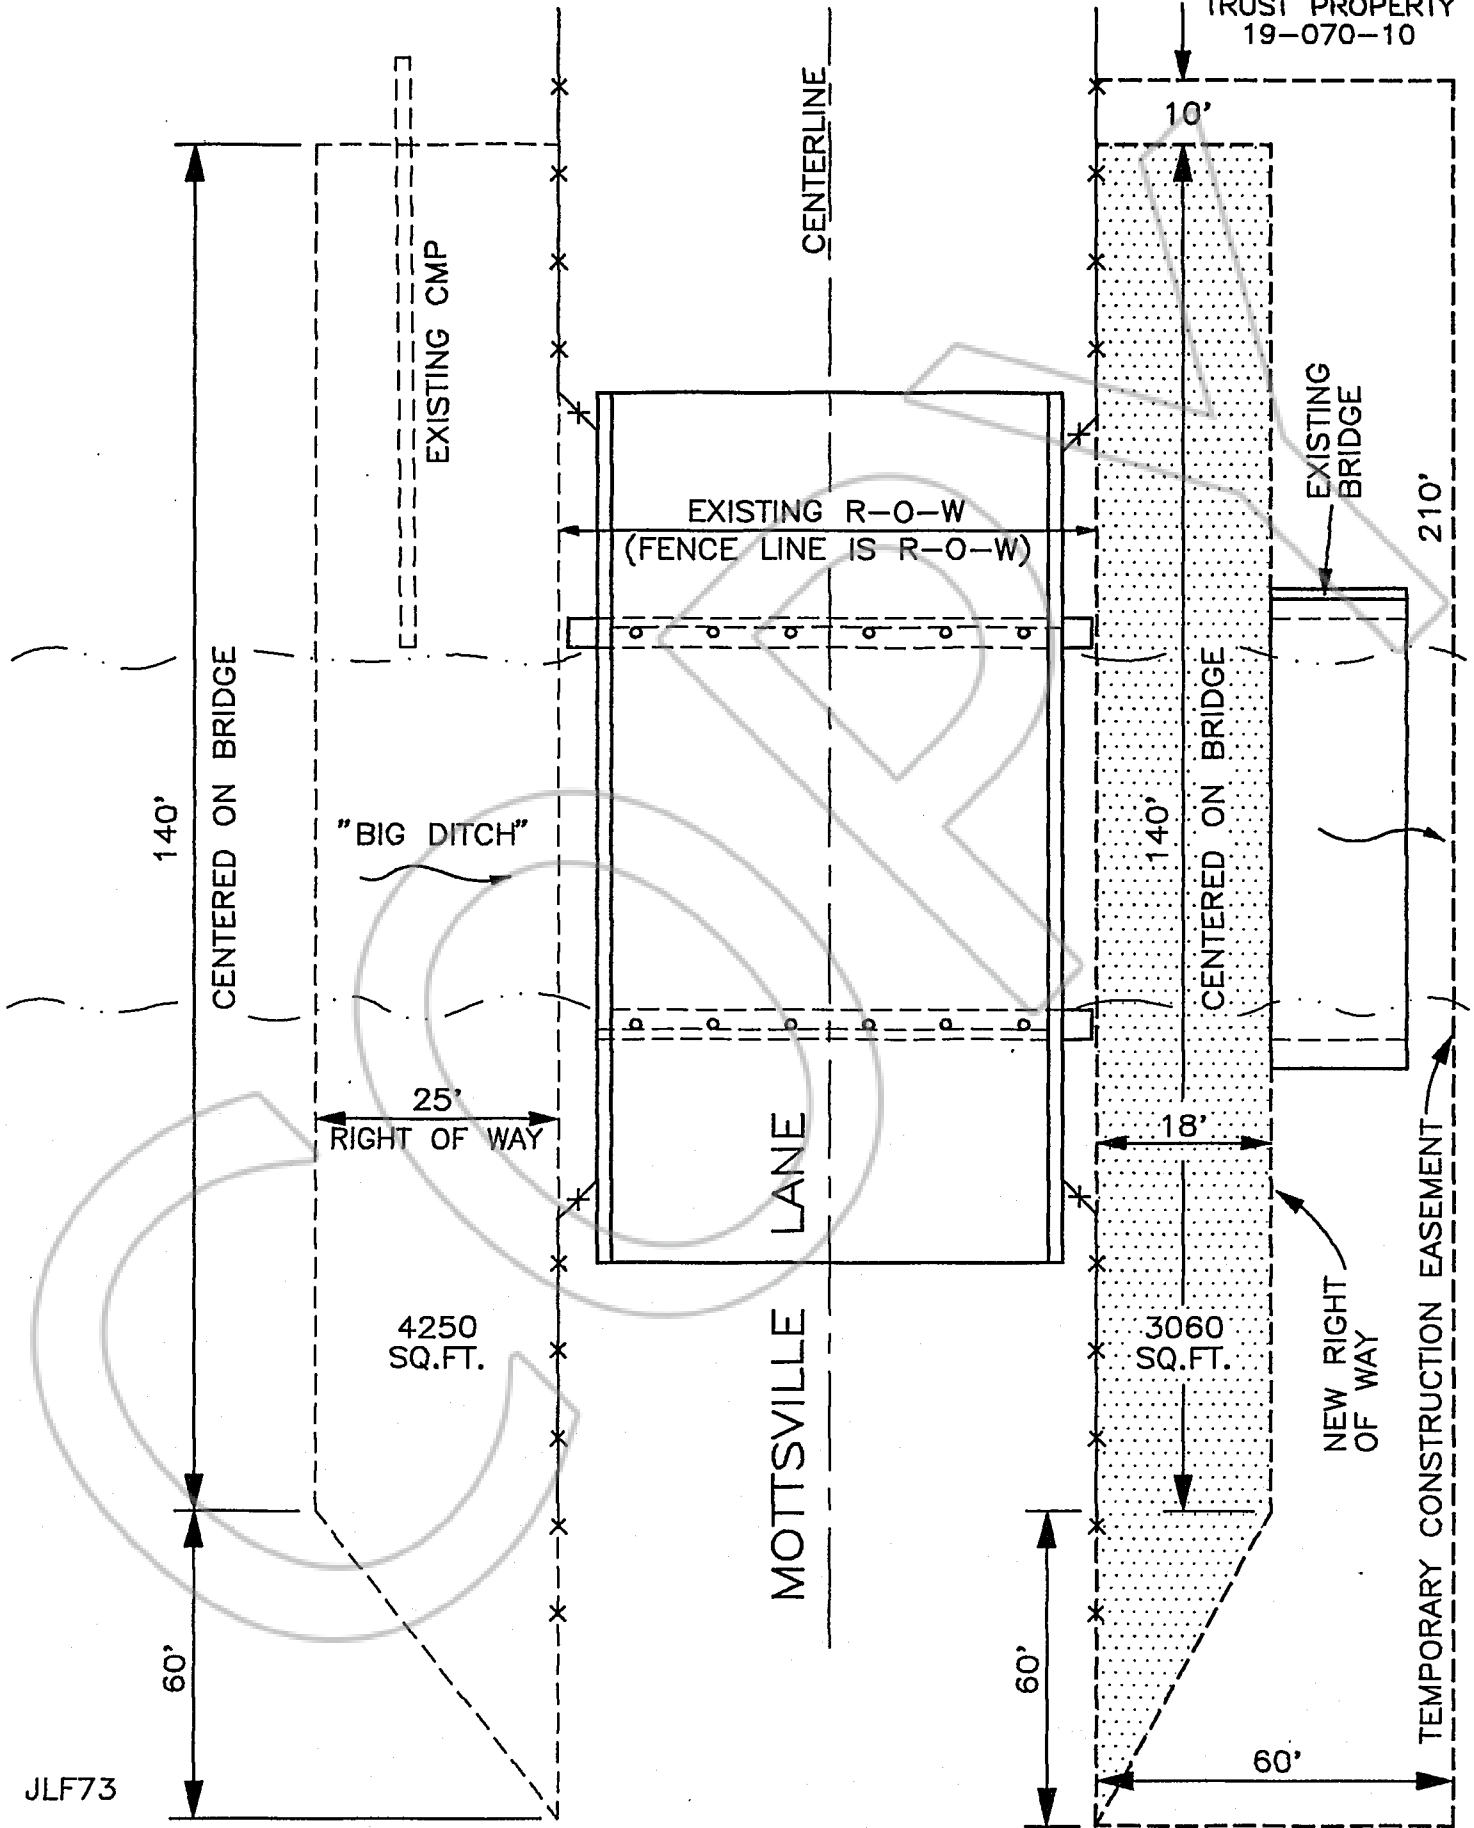 TRUST PROPERTY
19-070-10
10'
CENTERLINE
EXISTING CMP
EXISTING
BRIDGE
210'
EXISTING R-O-W
(FENCE LINE IS R-O-W)
140'
CENTERED ON BRIDGE
"BIG DITCH"
140'
CENTERED ON BRIDGE
25'
RIGHT OF WAY
18'
4250
SQ.FT.
MOTTSVILLE LANE
3060
SQ.FT.
NEW RIGHT
OF WAY
TEMPORARY CONSTRUCTION EASEMENT
60'
60'
60'
JLF73
COPY